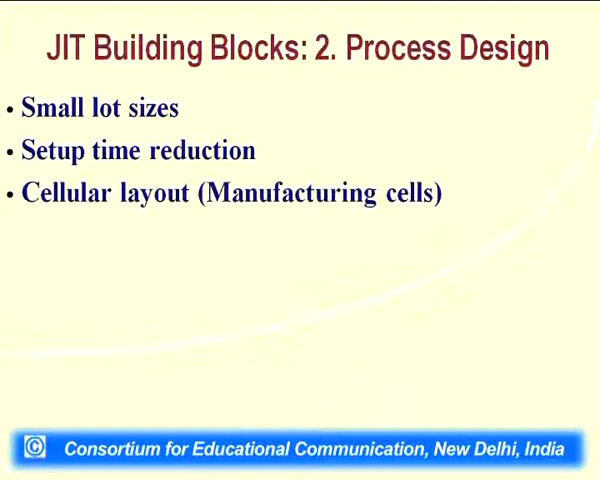 JIT Building Blocks: 2. Process Design
• Small lot sizes
• Setup time reduction
• Cellular layout (Manufacturing cells)
© Consortium for Educational Communication, New Delhi, India